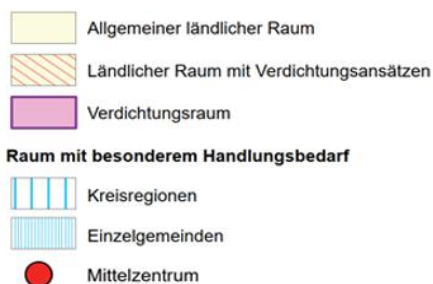 Allgemeiner ländlicher Raum
Ländlicher Raum mit Verdichtungsansätzen
Verdichtungsraum
Raum mit besonderem Handlungsbedarf
Kreisregionen
Einzelgemeinden
Mittelzentrum